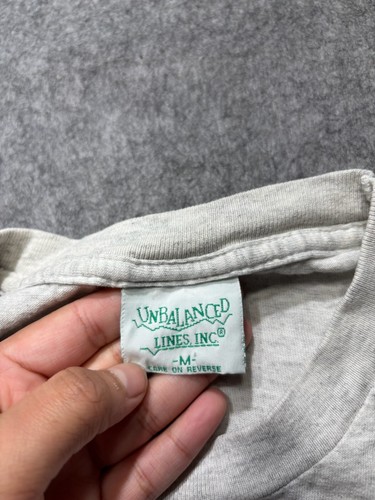 UNBALANCED
LINES, INC®
-M-
CARE ON REVERSE